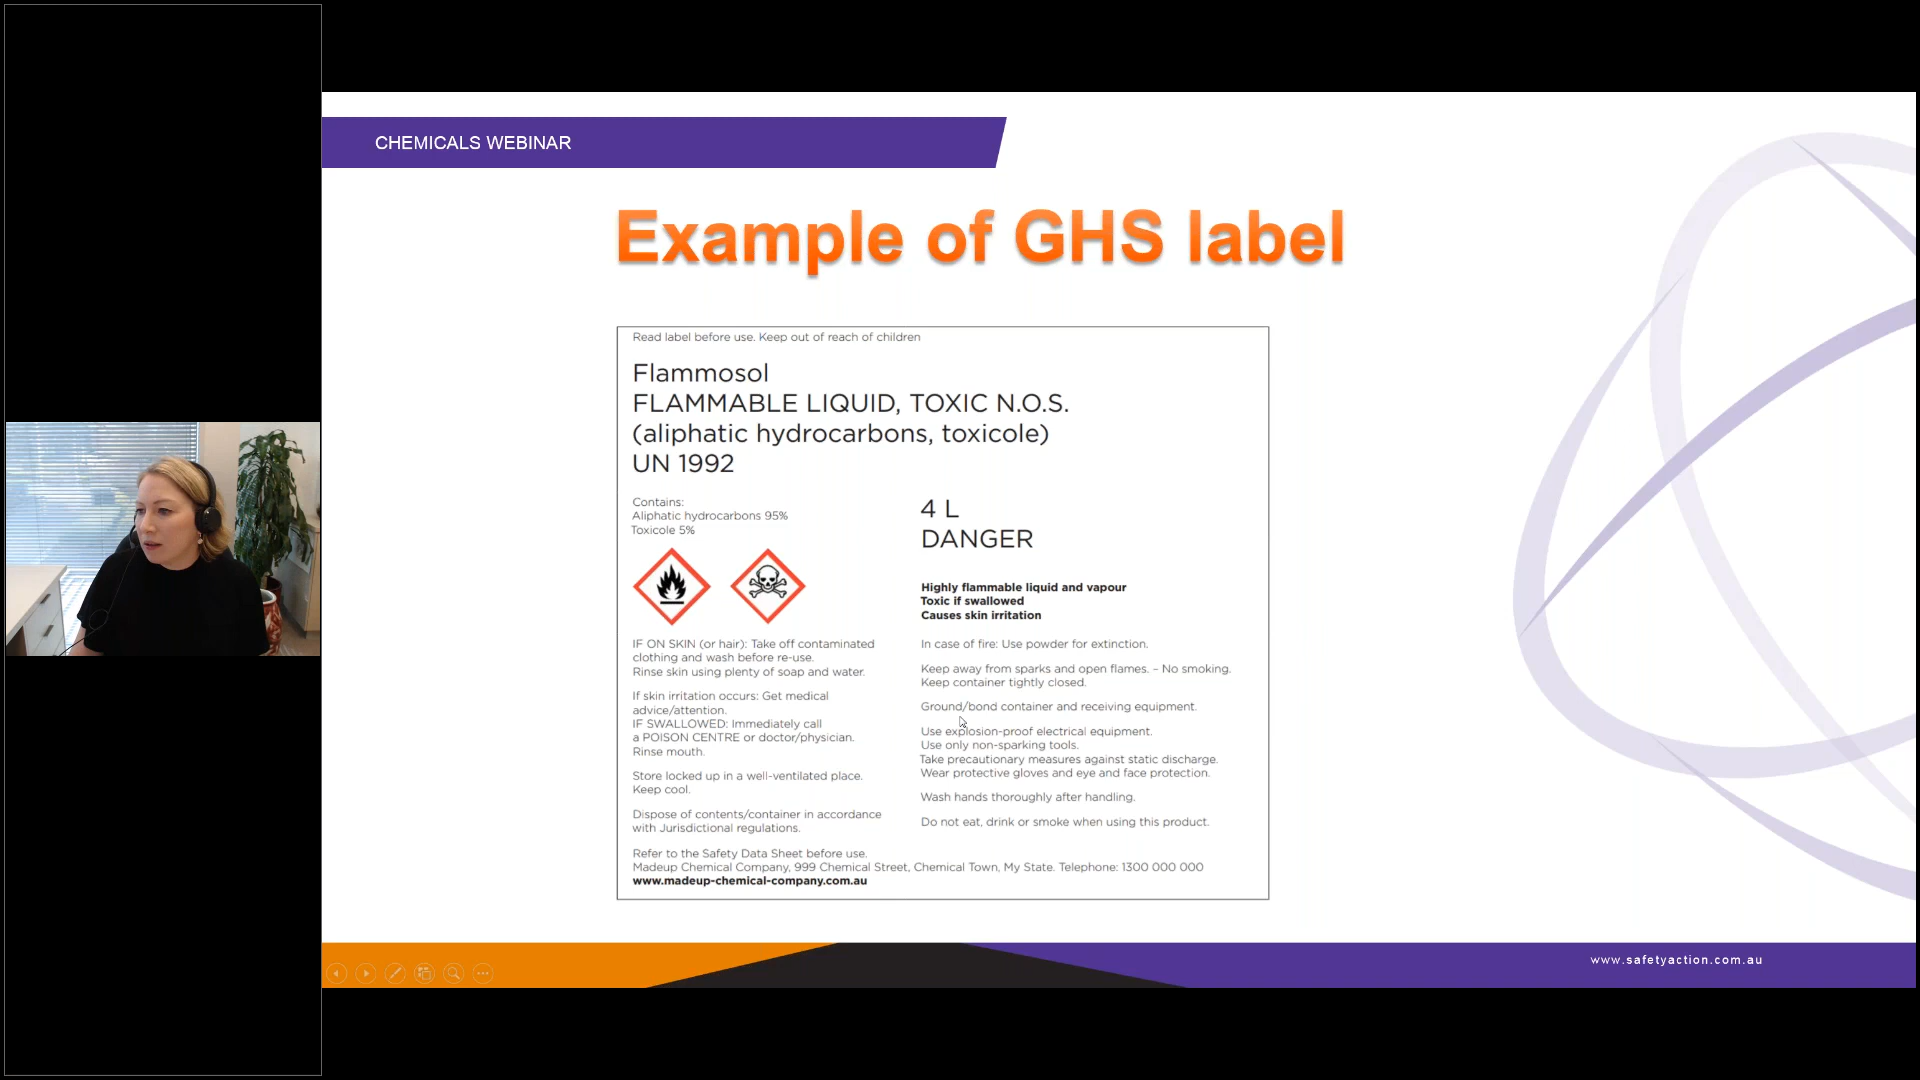 CHEMICALS WEBINAR
Example of GHS label
Read label before use. Keep out of reach of children
Flammosol
FLAMMABLE LIQUID, TOXIC N.O.S.
(aliphatic hydrocarbons, toxicole)
UN 1992
Contains:
Aliphatic hydrocarbons 95%
Toxicole 5%
4 L
DANGER
Highly flammable liquid and vapour
Toxic if swallowed
Causes skin irritation
IF ON SKIN (or hair): Take off contaminated
clothing and wash before re-use.
Rinse skin using plenty of soap and water.
If skin irritation occurs: Get medical
advice/attention.
IF SWALLOWED: Immediately call
a POISON CENTRE or doctor/physician.
Rinse mouth.
Store locked up in a well-ventilated place.
Keep cool.
Dispose of contents/container in accordance
with Jurisdictional regulations.
In case of fire: Use powder for extinction.
Keep away from sparks and open flames. – No smoking.
Keep container tightly closed.
Ground/bond container and receiving equipment.
Use explosion-proof electrical equipment.
Use only non-sparking tools.
Take precautionary measures against static discharge.
Wear protective gloves and eye and face protection.
Wash hands thoroughly after handling.
Do not eat, drink or smoke when using this product.
Refer to the Safety Data Sheet before use.
Madeup Chemical Company, 999 Chemical Street, Chemical Town, My State. Telephone: 1300 000 000
www.madeup-chemical-company.com.au
www.safetyaction.com.au